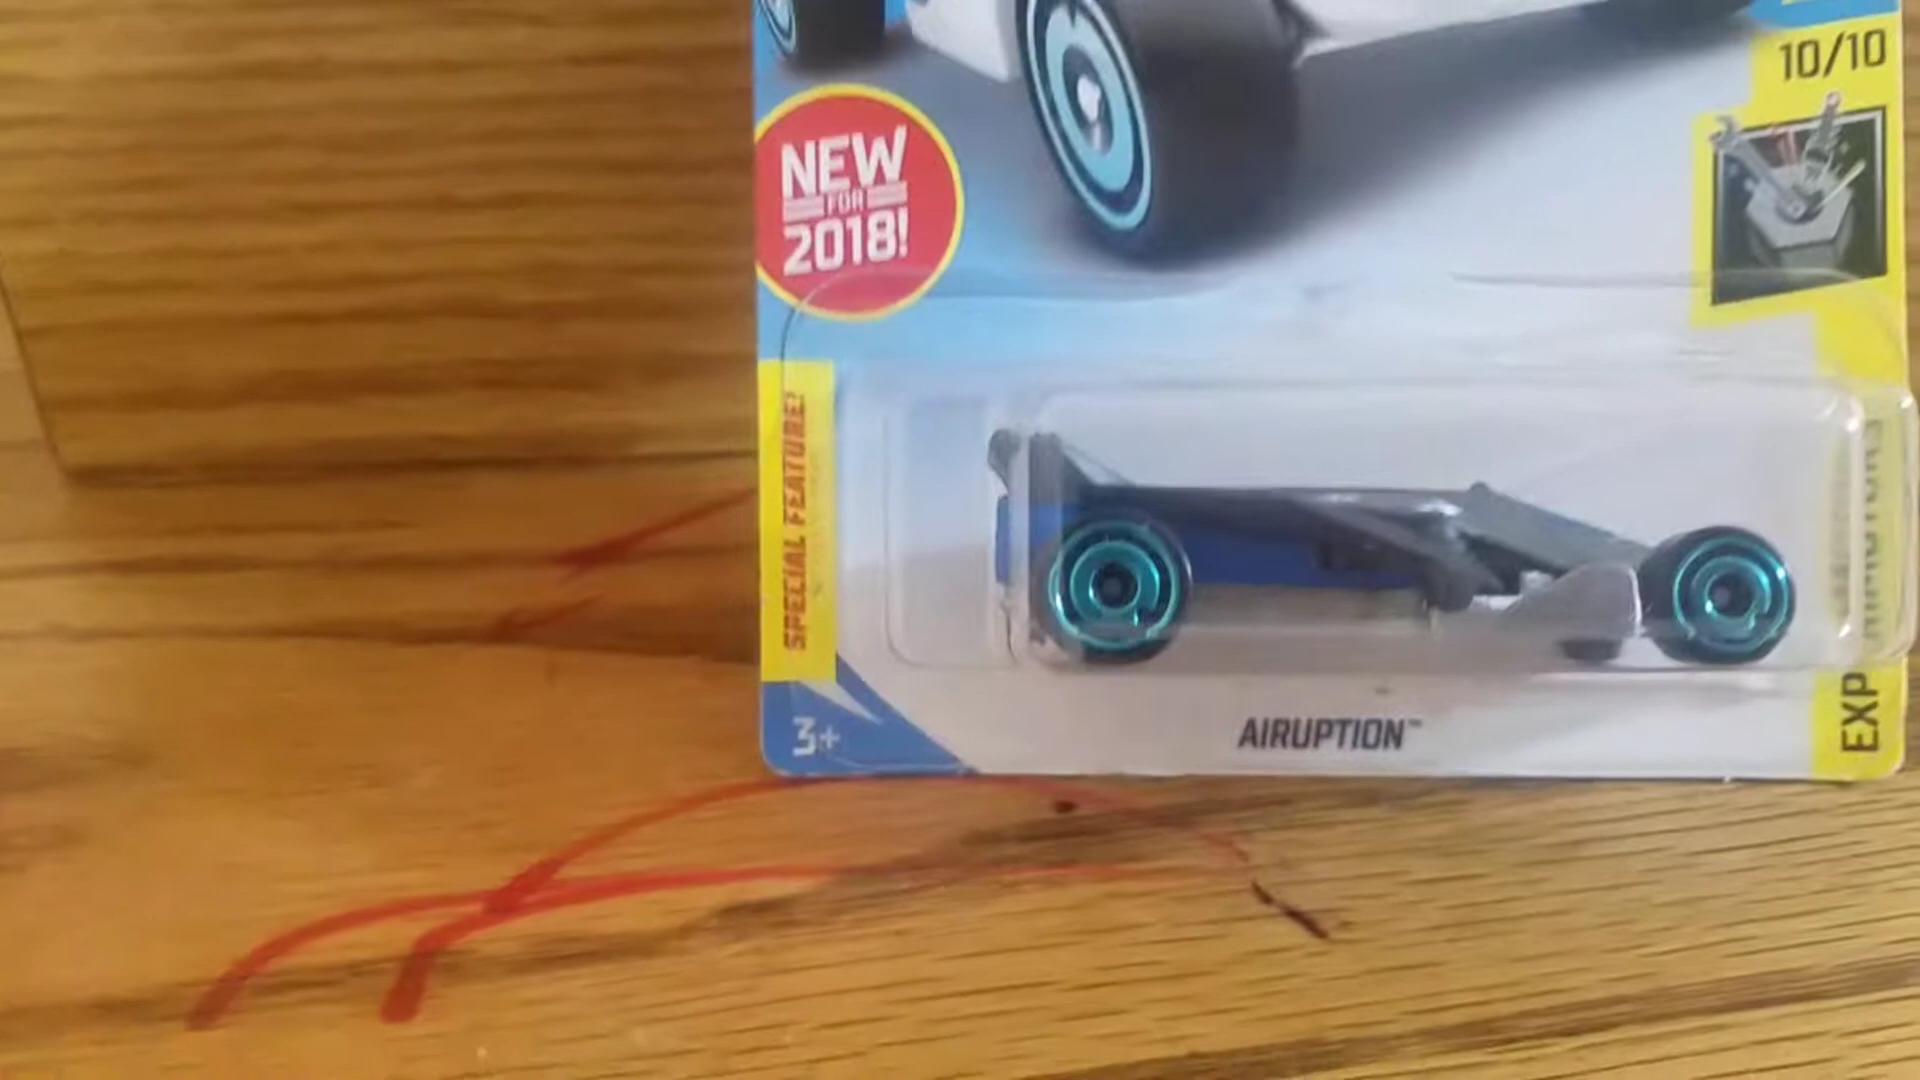 10/10
NEW
FOR
2018!
SPECIAL FEATURE!
3+
AIRUPTION™
EXP